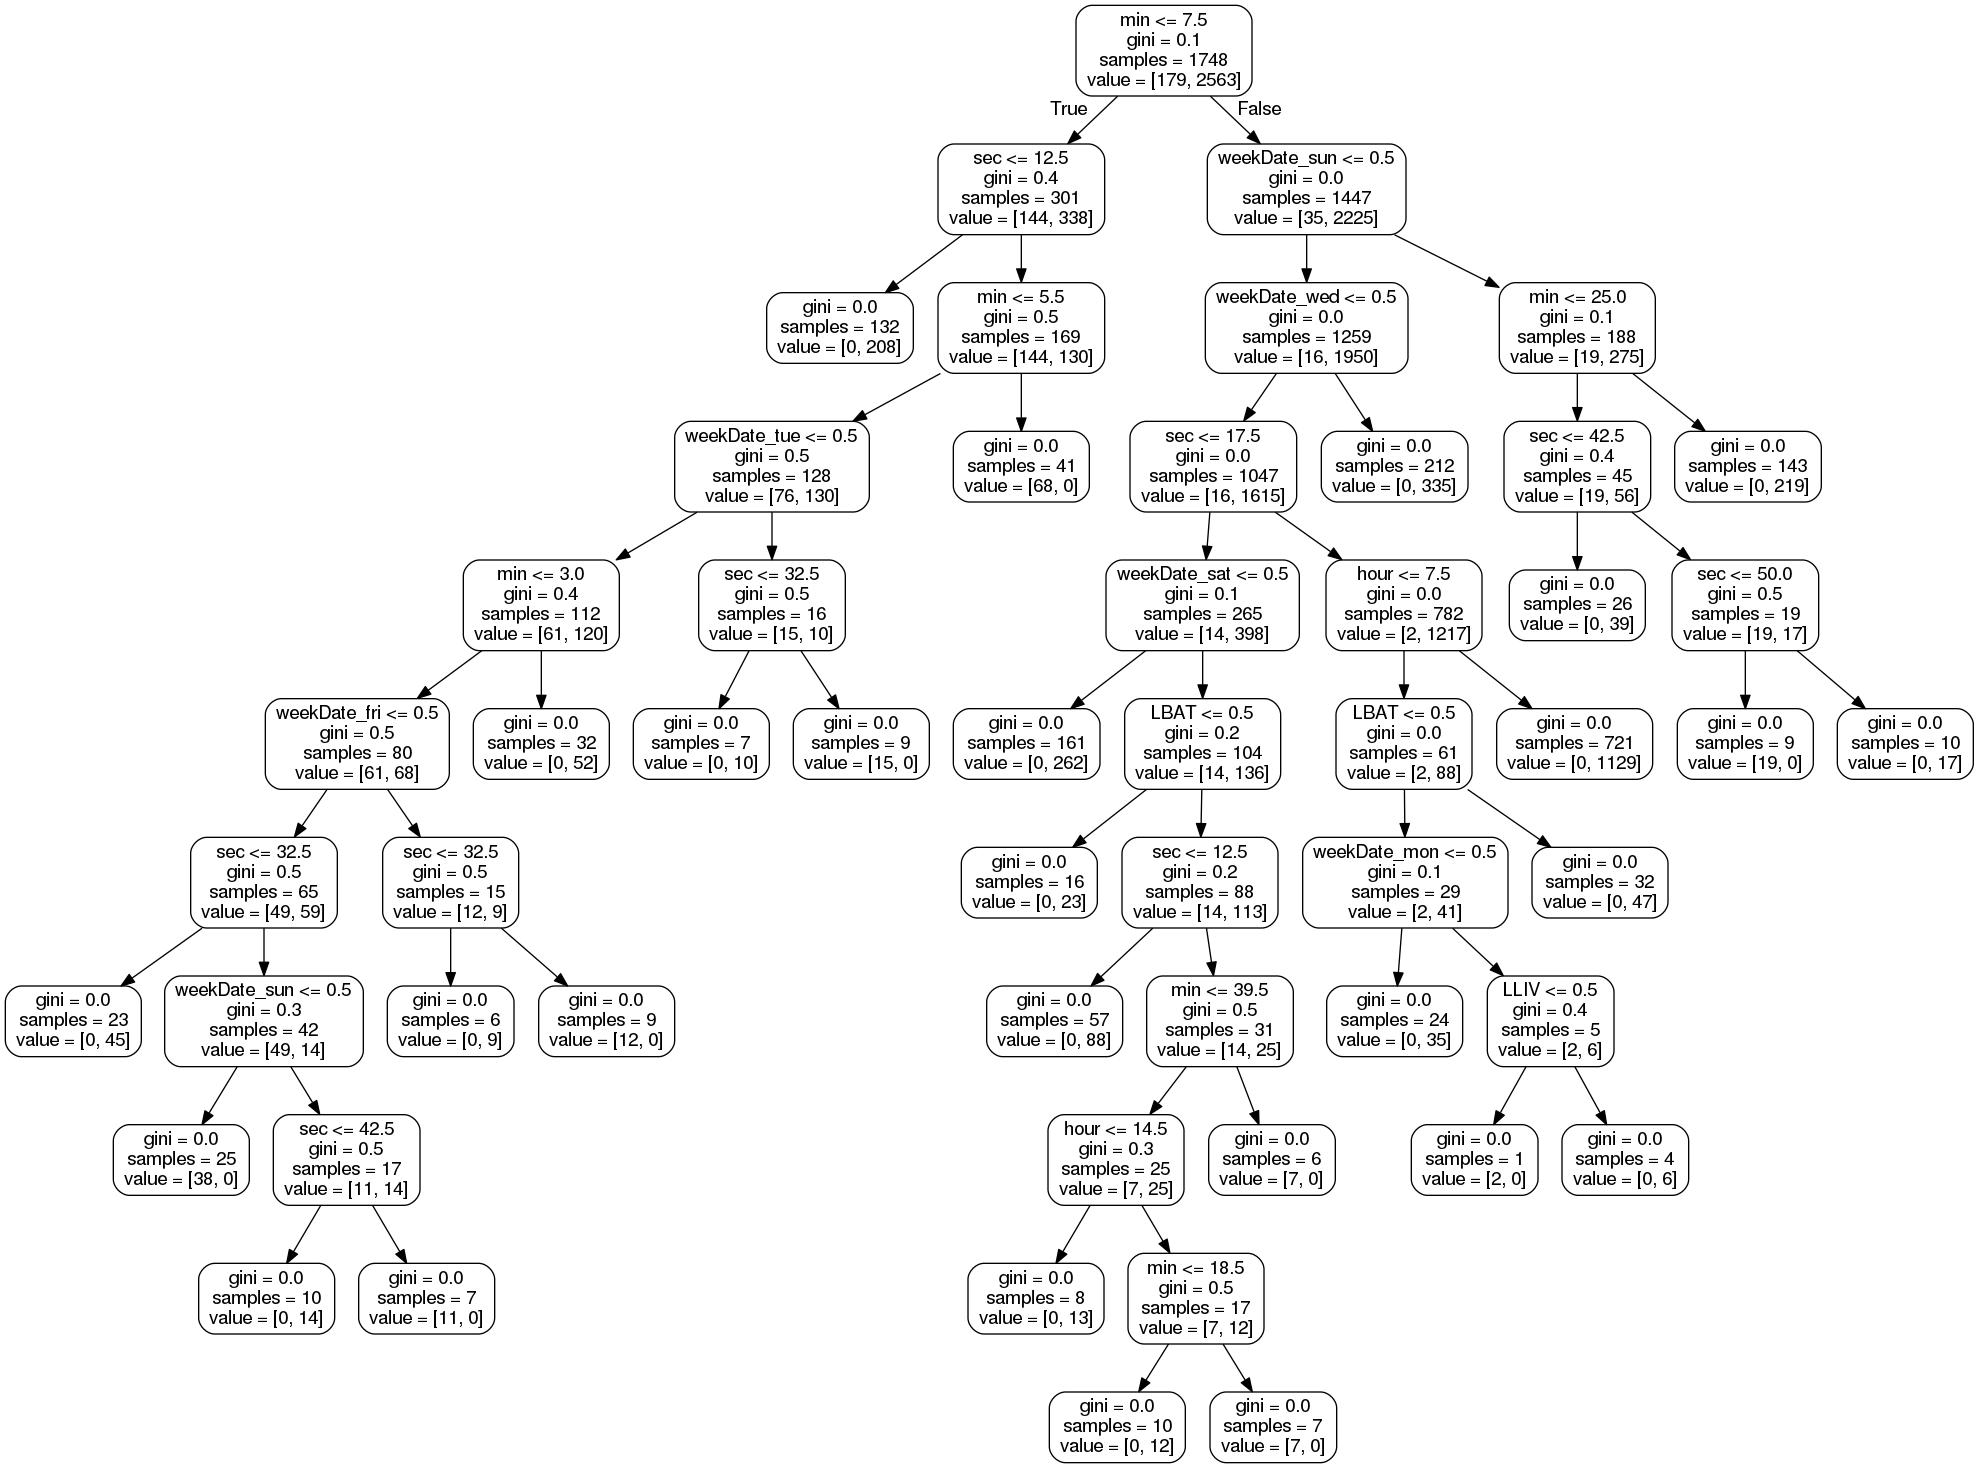 min <= 7.5
gini = 0.1
samples = 1748
value = [179, 2563]
True
False
sec <= 12.5
gini = 0.4
samples = 301
value = [144, 338]
weekDate_sun <= 0.5
gini = 0.0
samples = 1447
value = [35, 2225]
gini = 0.0
samples = 132
value = [0, 208]
min <= 5.5
gini = 0.5
samples = 169
value = [144, 130]
weekDate_wed <= 0.5
gini = 0.0
samples = 1259
value = [16, 1950]
min <= 25.0
gini = 0.1
samples = 188
value = [19, 275]
weekDate_tue <= 0.5
gini = 0.5
samples = 128
value = [76, 130]
gini = 0.0
samples = 41
value = [68, 0]
sec <= 17.5
gini = 0.0
samples = 1047
value = [16, 1615]
gini = 0.0
samples = 212
value = [0, 335]
sec <= 42.5
gini = 0.4
samples = 45
value = [19, 56]
gini = 0.0
samples = 143
value = [0, 219]
min <= 3.0
gini = 0.4
samples = 112
value = [61, 120]
sec <= 32.5
gini = 0.5
samples = 16
value = [15, 10]
weekDate_sat <= 0.5
gini = 0.1
samples = 265
value = [14, 398]
hour <= 7.5
gini = 0.0
samples = 782
value = [2, 1217]
gini = 0.0
samples = 26
value = [0, 39]
sec <= 50.0
gini = 0.5
samples = 19
value = [19, 17]
weekDate_fri <= 0.5
gini = 0.5
samples = 80
value = [61, 68]
gini = 0.0
samples = 32
value = [0, 52]
gini = 0.0
samples = 7
value = [0, 10]
gini = 0.0
samples = 9
value = [15, 0]
gini = 0.0
samples = 161
value = [0, 262]
LBAT <= 0.5
gini = 0.2
samples = 104
value = [14, 136]
LBAT <= 0.5
gini = 0.0
samples = 61
value = [2, 88]
gini = 0.0
samples = 721
value = [0, 1129]
gini = 0.0
samples = 9
value = [19, 0]
gini = 0.0
samples = 10
value = [0, 17]
sec <= 32.5
gini = 0.5
samples = 65
value = [49, 59]
sec <= 32.5
gini = 0.5
samples = 15
value = [12, 9]
gini = 0.0
samples = 16
value = [0, 23]
sec <= 12.5
gini = 0.2
samples = 88
value = [14, 113]
weekDate_mon <= 0.5
gini = 0.1
samples = 29
value = [2, 41]
gini = 0.0
samples = 32
value = [0, 47]
gini = 0.0
samples = 23
value = [0, 45]
weekDate_sun <= 0.5
gini = 0.3
samples = 42
value = [49, 14]
gini = 0.0
samples = 6
value = [0, 9]
gini = 0.0
samples = 9
value = [12, 0]
gini = 0.0
samples = 57
value = [0, 88]
min <= 39.5
gini = 0.5
samples = 31
value = [14, 25]
gini = 0.0
samples = 24
value = [0, 35]
LLIV <= 0.5
gini = 0.4
samples = 5
value = [2, 6]
gini = 0.0
samples = 25
value = [38, 0]
sec <= 42.5
gini = 0.5
samples = 17
value = [11, 14]
hour <= 14.5
gini = 0.3
samples = 25
value = [7, 25]
gini = 0.0
samples = 6
value = [7, 0]
gini = 0.0
samples = 1
value = [2, 0]
gini = 0.0
samples = 4
value = [0, 6]
gini = 0.0
samples = 10
value = [0, 14]
gini = 0.0
samples = 7
value = [11, 0]
gini = 0.0
samples = 8
value = [0, 13]
min <= 18.5
gini = 0.5
samples = 17
value = [7, 12]
gini = 0.0
samples = 10
value = [0, 12]
gini = 0.0
samples = 7
value = [7, 0]